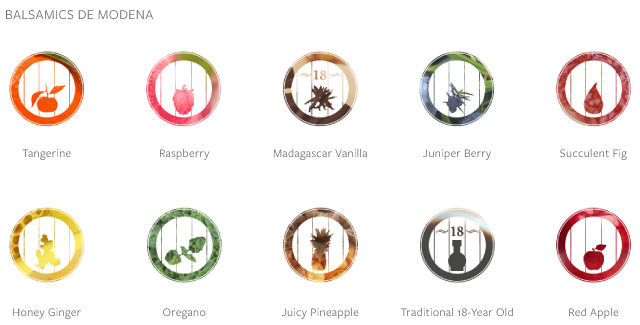 BALSAMICS DE MODENA
18
Tangerine
Raspberry
Madagascar Vanilla
Juniper Berry
Succulent Fig
18
Honey Ginger
Oregano
Juicy Pineapple
Traditional 18-Year Old
Red Apple